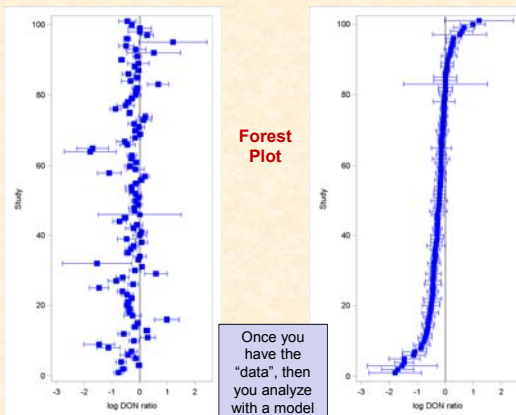 100
80
60
40
20
0
Study
-3
-2
-1
0
1
2
log DON ratio
Forest
Plot
Once you
have the
“data”, then
you analyze
with a model
100
80
60
40
20
0
Study
-3
-2
-1
0
1
2
log DON ratio